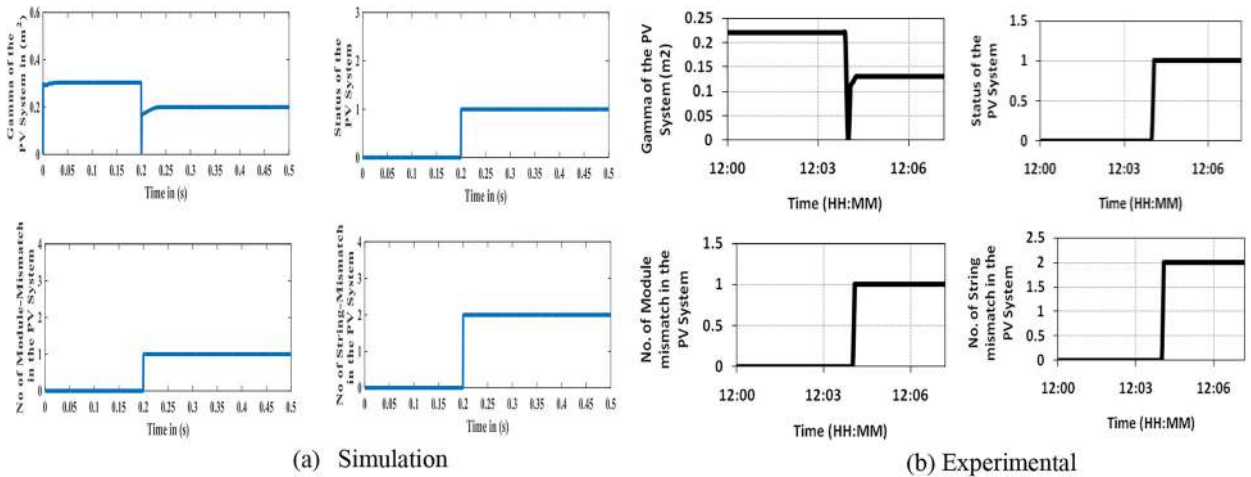 Gamma of the
PV System in (m²)
0.6
0.4
0.2
0
0 0.05 0.1 0.15 0.2 0.25 0.3 0.35 0.4 0.45 0.5
Time in (s)
Status of the
PV System
3
2
1
0
0 0.05 0.1 0.15 0.2 0.25 0.3 0.35 0.4 0.45 0.5
Time in (s)
Gamma of the PV
System (m2)
0.25
0.2
0.15
0.1
0.05
0
12:00 12:03 12:06
Time (HH:MM)
Status of the
PV System
1.5
1
0.5
0
12:00 12:03 12:06
Time (HH:MM)
No of Module-Mismatch
in the PV System
4
3
2
1
0
0 0.05 0.1 0.15 0.2 0.25 0.3 0.35 0.4 0.45 0.5
Time in (s)
No of String-Mismatch
in the PV System
4
3
2
1
0
0 0.05 0.1 0.15 0.2 0.25 0.3 0.35 0.4 0.45 0.5
Time in (s)
No. of Module
mismatch in the
PV System
1.5
1
0.5
0
12:00 12:03 12:06
Time (HH:MM)
No. of String
mismatch in the
PV System
2.5
2
1.5
1
0.5
0
12:00 12:03 12:06
Time (HH:MM)
(a) Simulation
(b) Experimental